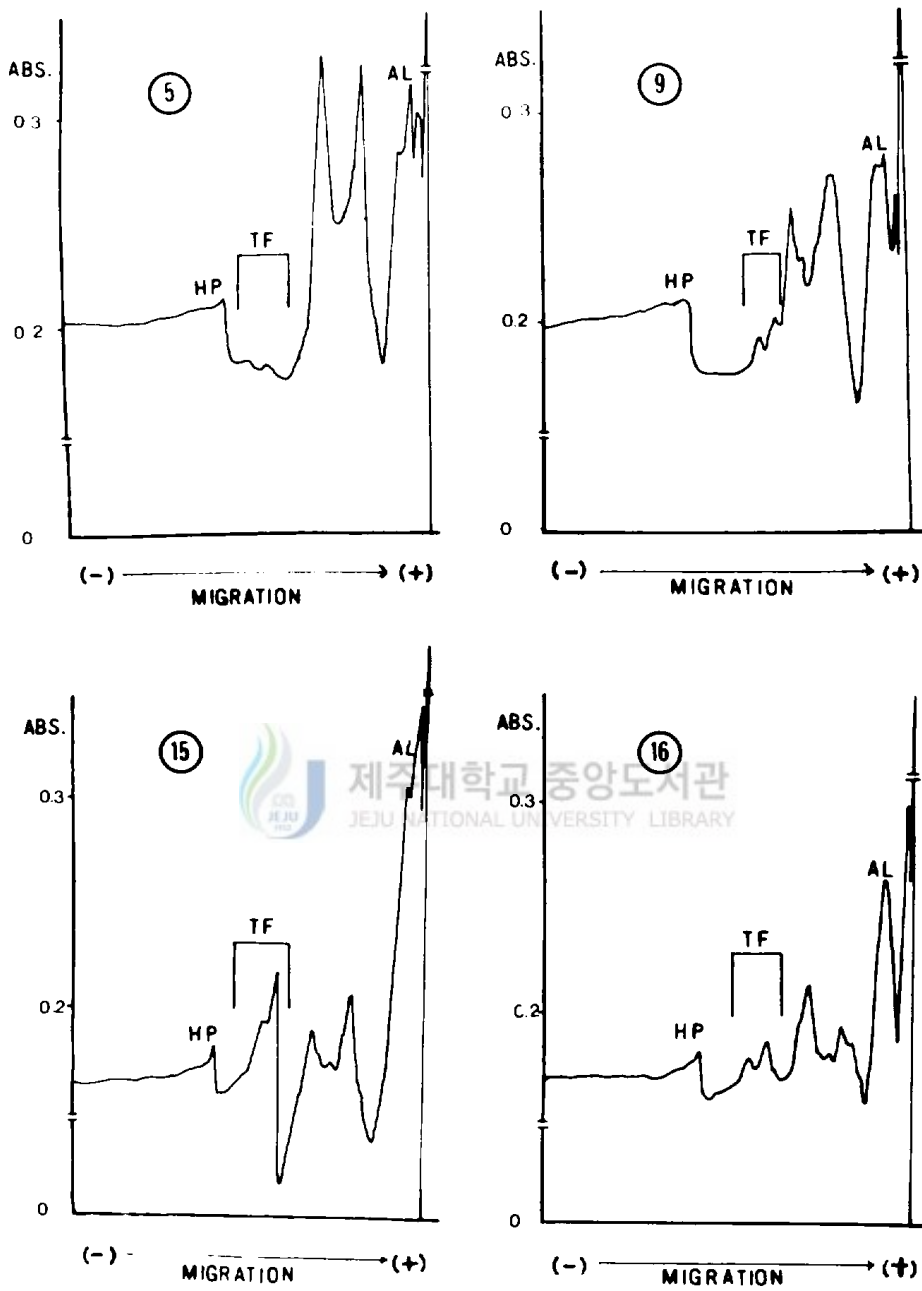 ABS.
5
AL
0.3
TF
HP
0.2
0
(-) (+)
MIGRATION
ABS.
9
0.3
AL
TF
HP
0.2
0
(-) (+)
MIGRATION
ABS.
15
AL
0.3
TF
0.2
HP
0
(-) (+)
MIGRATION
ABS.
16
0.3
AL
TF
0.2
HP
0
(-) (+)
MIGRATION
제주대학교 중앙도서관
JEJU NATIONAL UNIVERSITY LIBRARY
JEJU
1952